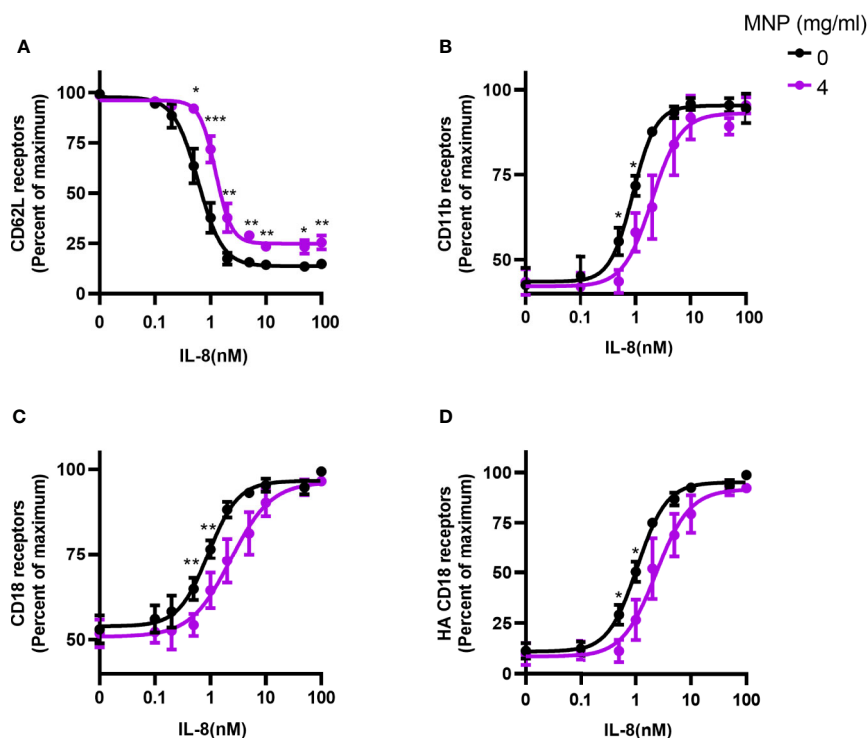 MNP (mg/ml)
0
4
A
CD62L receptors
(Percent of maximum)
100
75
50
25
0
*
***
**
**
**
*
**
0 0.1 1 10 100
IL-8(nM)
B
CD11b receptors
(Percent of maximum)
100
75
50
*
*
0 0.1 1 10 100
IL-8(nM)
C
CD18 receptors
(Percent of maximum)
100
75
50
**
**
0 0.1 1 10 100
IL-8(nM)
D
HA CD18 receptors
(Percent of maximum)
100
75
50
25
0
*
*
0 0.1 1 10 100
IL-8(nM)